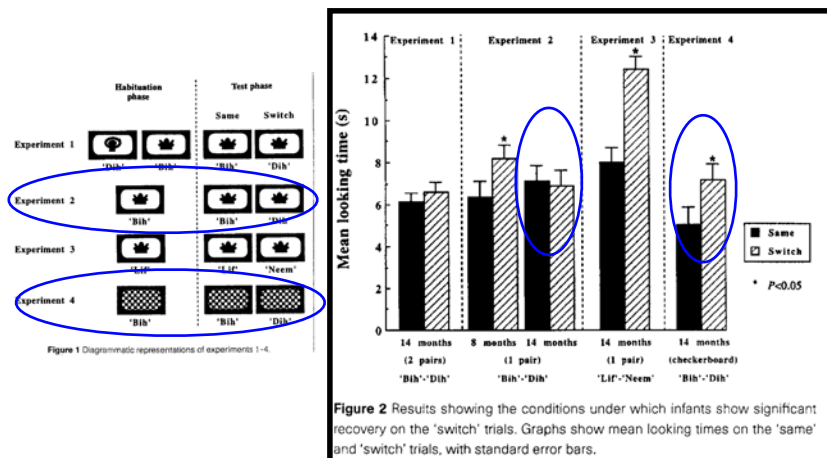 Habituation
phase
Test phase
Same Switch
Experiment 1
'Dih' 'Bih' 'Bih' 'Dih'
Experiment 2
'Bih' 'Bih' 'Dih'
Experiment 3
'Lif' 'Lif' 'Neem'
Experiment 4
'Bih' 'Bih' 'Dih'
Figure 1 Diagrammatic representations of experiments 1–4.
Experiment 1 Experiment 2 Experiment 3 Experiment 4
Mean looking time (s)
14
12
10
8
6
4
2
0
* * *
Same
Switch
* P<0.05
14 months 8 months 14 months 14 months 14 months
(2 pairs) (1 pair) (1 pair) (checkerboard)
'Bih'-'Dih' 'Bih'-'Dih' 'Lif'-'Neem' 'Bih'-'Dih'
Figure 2 Results showing the conditions under which infants show significant
recovery on the 'switch' trials. Graphs show mean looking times on the 'same'
and 'switch' trials, with standard error bars.